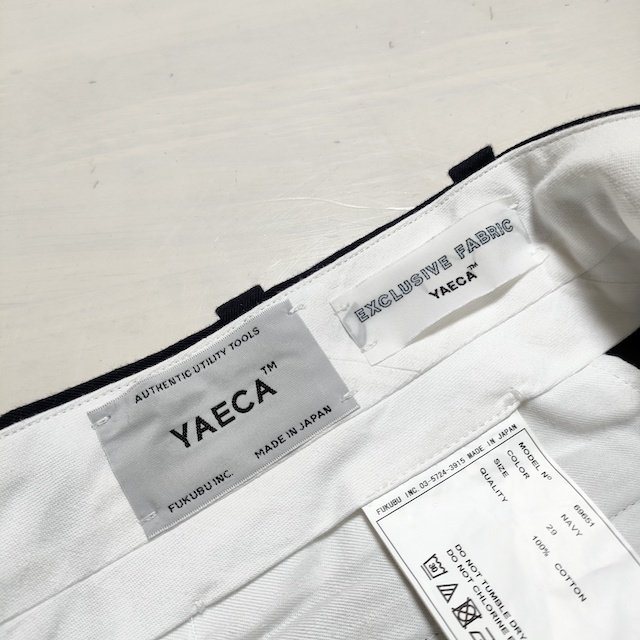 AUTHENTIC UTILITY TOOLS
YAECA™
FUKUBU INC. MADE IN JAPAN
EXCLUSIVE FABRIC
YAECA™
FUKUBU INC. 03-5724-3915 MADE IN JAPAN
MODEL Nº 69651
COLOR NAVY
SIZE 29
QUALITY 100% COTTON
30
DO NOT TUMBLE DRY
DO NOT CHLORINE